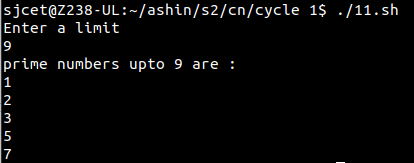 sjcet@Z238-UL:~/ashin/s2/cn/cycle 1$ ./11.sh
Enter a limit
9
prime numbers upto 9 are :
1
2
3
5
7